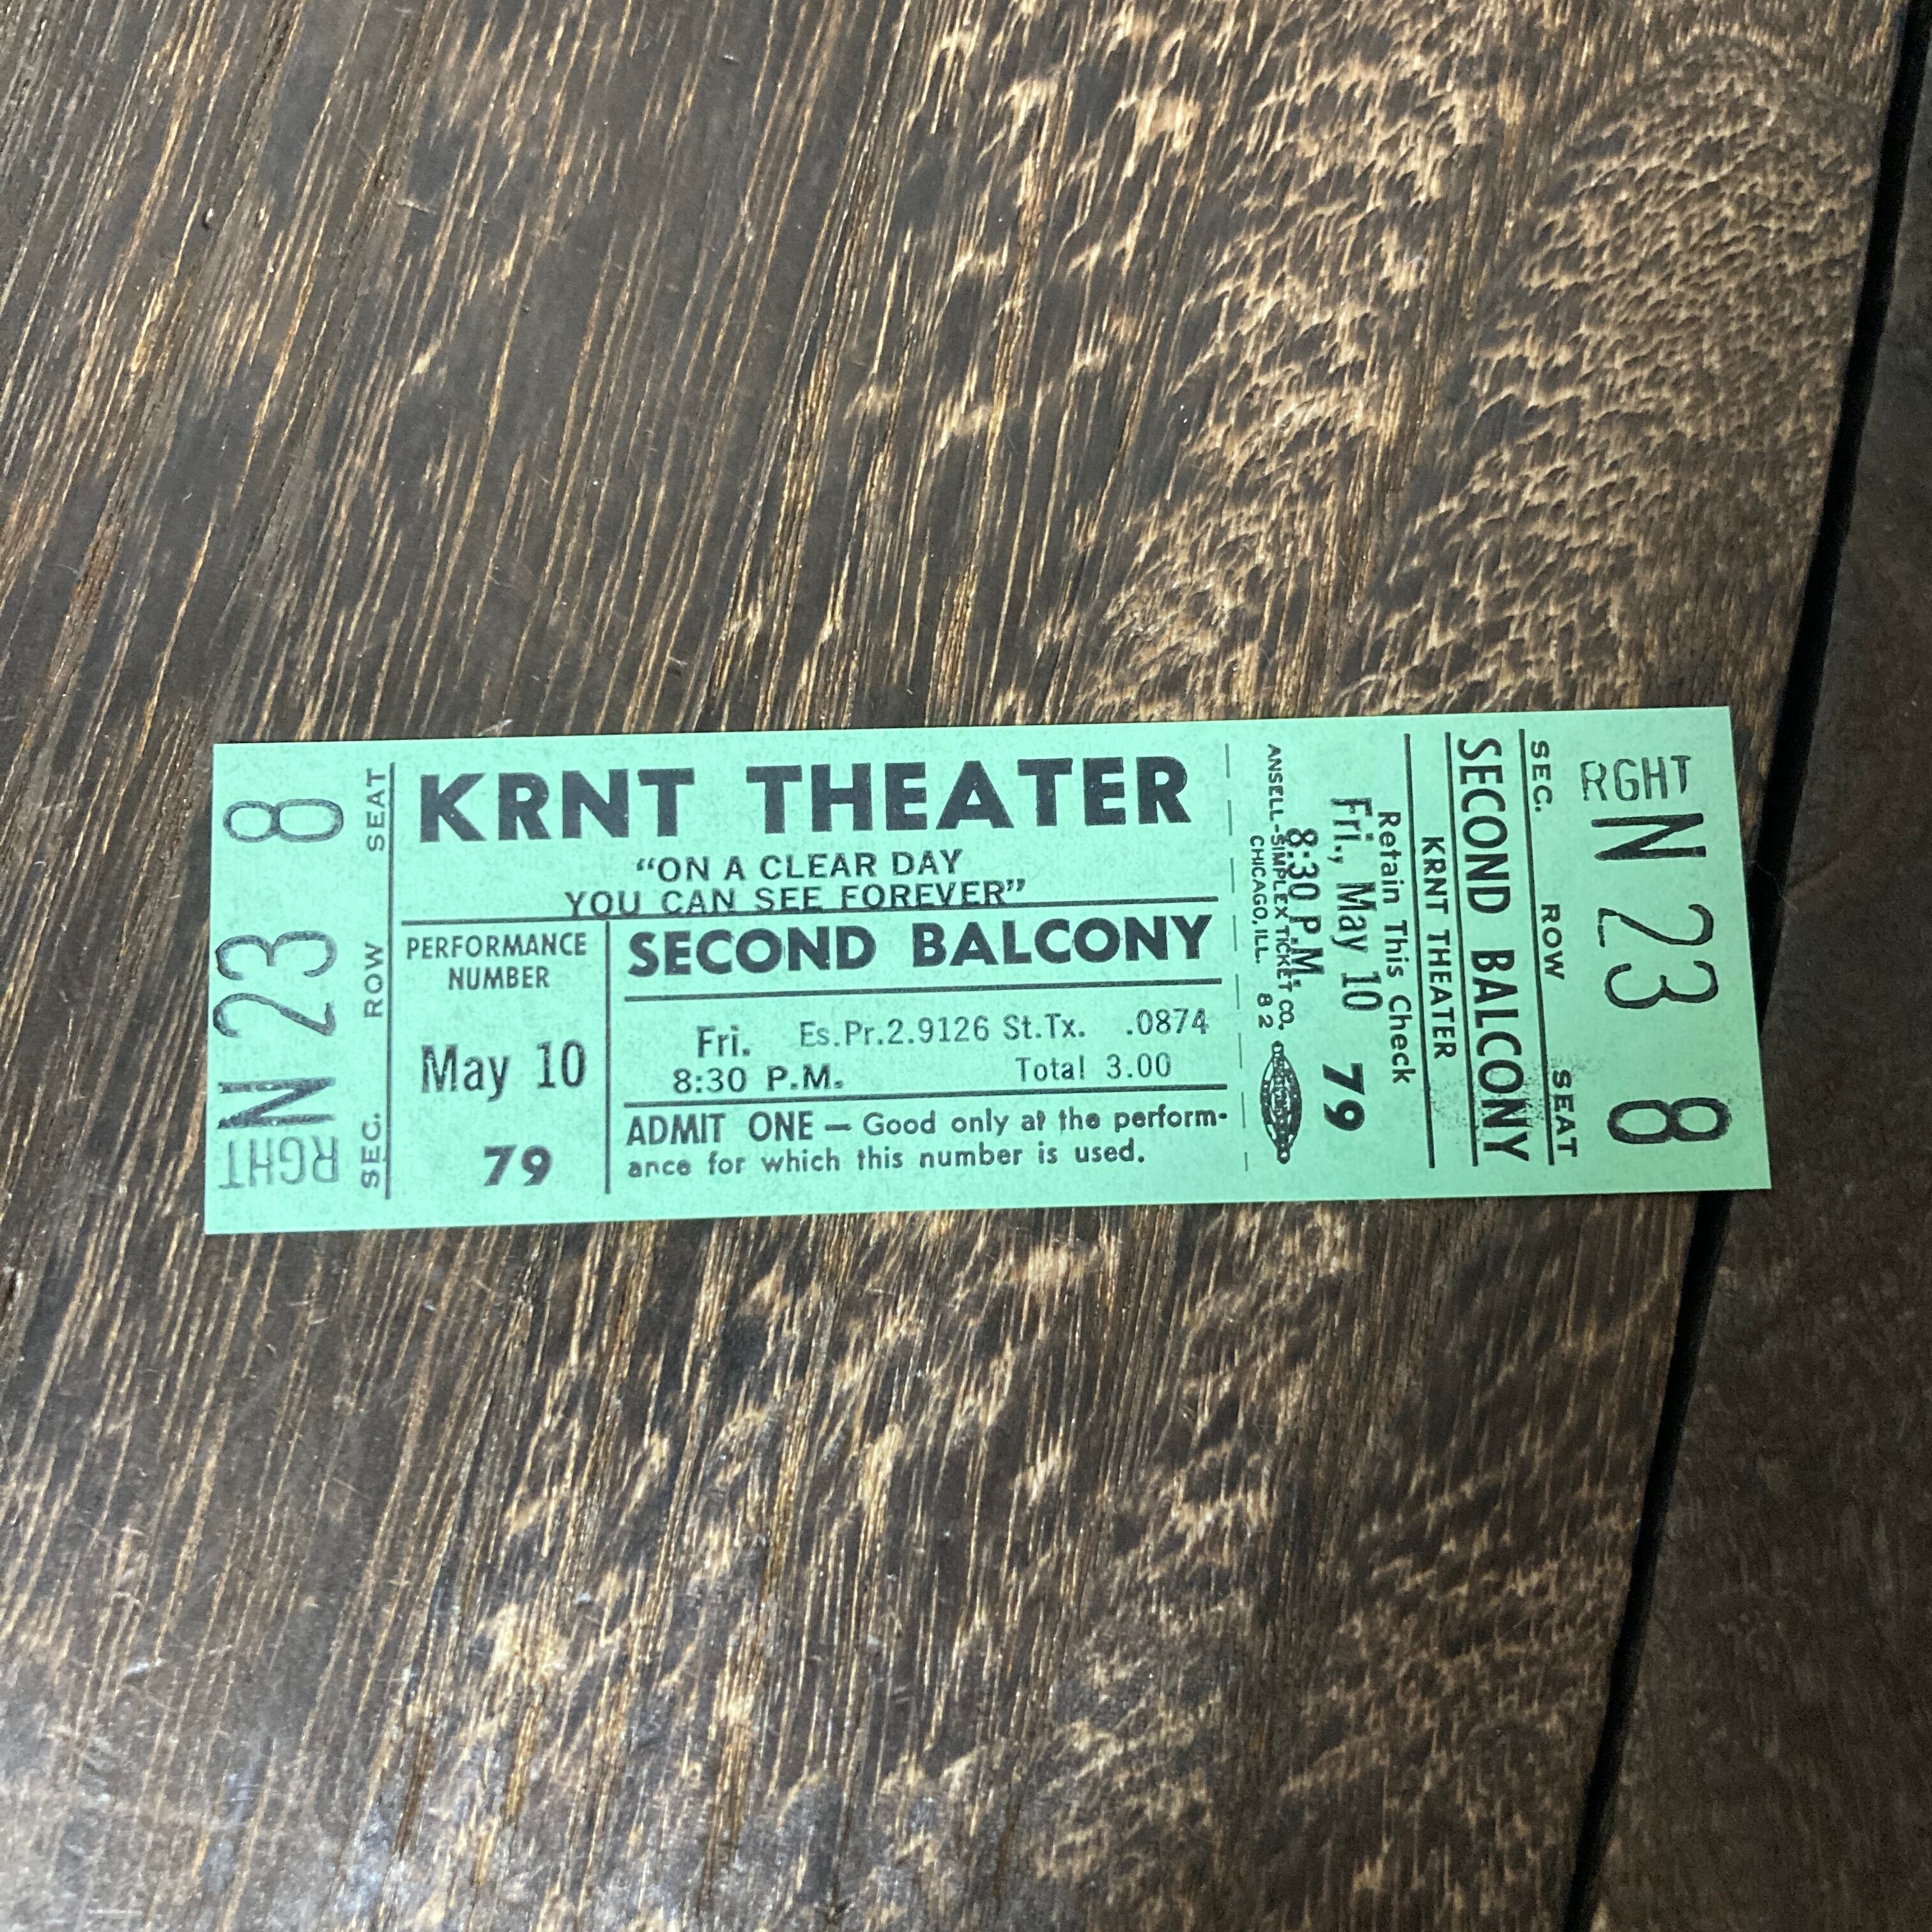 RGHT N 23 8
SEC. ROW SEAT
KRNT THEATER
"ON A CLEAR DAY
YOU CAN SEE FOREVER"
PERFORMANCE
NUMBER
May 10
79
SECOND BALCONY
Fri. Es.Pr.2.9126 St.Tx. .0874
8:30 P.M. Total 3.00
ADMIT ONE — Good only at the perform-
ance for which this number is used.
RGHT N 23 8
SEC. ROW SEAT
SECOND BALCONY
KRNT THEATER
Retain This Check
Fri., May 10 79
8:30 P.M.
ANSELL-SIMPLEX TICKET CO.
CHICAGO, ILL. 82